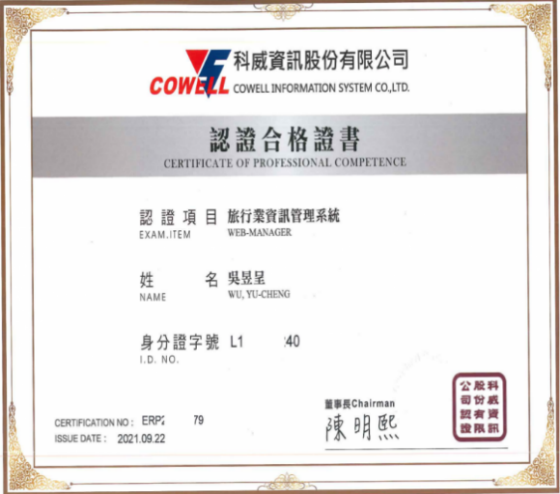 科威資訊股份有限公司
COWELL COWELL INFORMATION SYSTEM CO.,LTD.
認證合格證書
CERTIFICATE OF PROFESSIONAL COMPETENCE
認證項目 旅行業資訊管理系統
EXAM.ITEM WEB-MANAGER
姓名 吳昱呈
NAME WU, YU-CHENG
身分證字號 L1 40
I.D. NO.
董事長Chairman
陳明熙
CERTIFICATION NO : ERP 79
ISSUE DATE : 2021.09.22
科威資訊
股份有限
公司認證